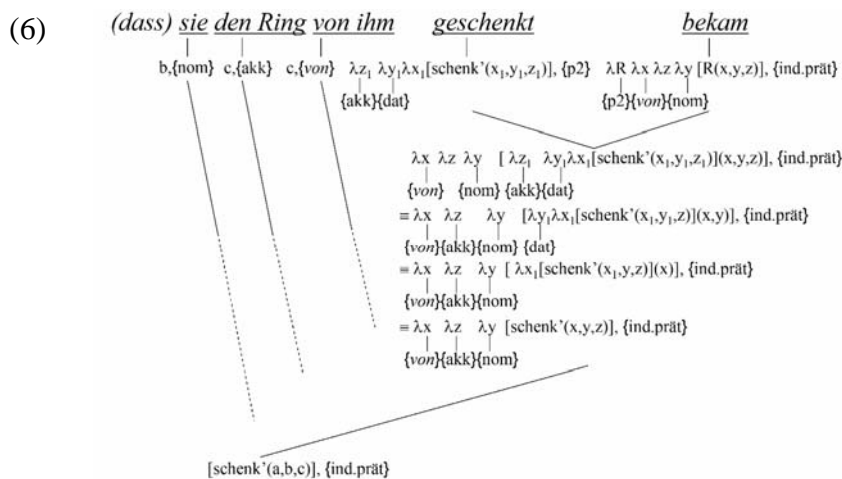 (6)
(dass) sie den Ring von ihm geschenkt bekam
b,{nom} c,{akk} c,{von} λz₁ λy₁λx₁[schenk’(x₁,y₁,z₁)], {p2} λR λx λz λy [R(x,y,z)], {ind.prät}
{akk}{dat} {p2}{von}{nom}
λx λz λy [ λz₁ λy₁λx₁[schenk’(x₁,y₁,z₁)](x,y,z)], {ind.prät}
{von} {nom} {akk}{dat}
≡ λx λz λy [λy₁λx₁[schenk’(x₁,y₁,z)](x,y)], {ind.prät}
{von}{akk}{nom} {dat}
≡ λx λz λy [ λx₁[schenk’(x₁,y,z)](x)], {ind.prät}
{von}{akk}{nom}
≡ λx λz λy [schenk’(x,y,z)], {ind.prät}
{von}{akk}{nom}
[schenk’(a,b,c)], {ind.prät}